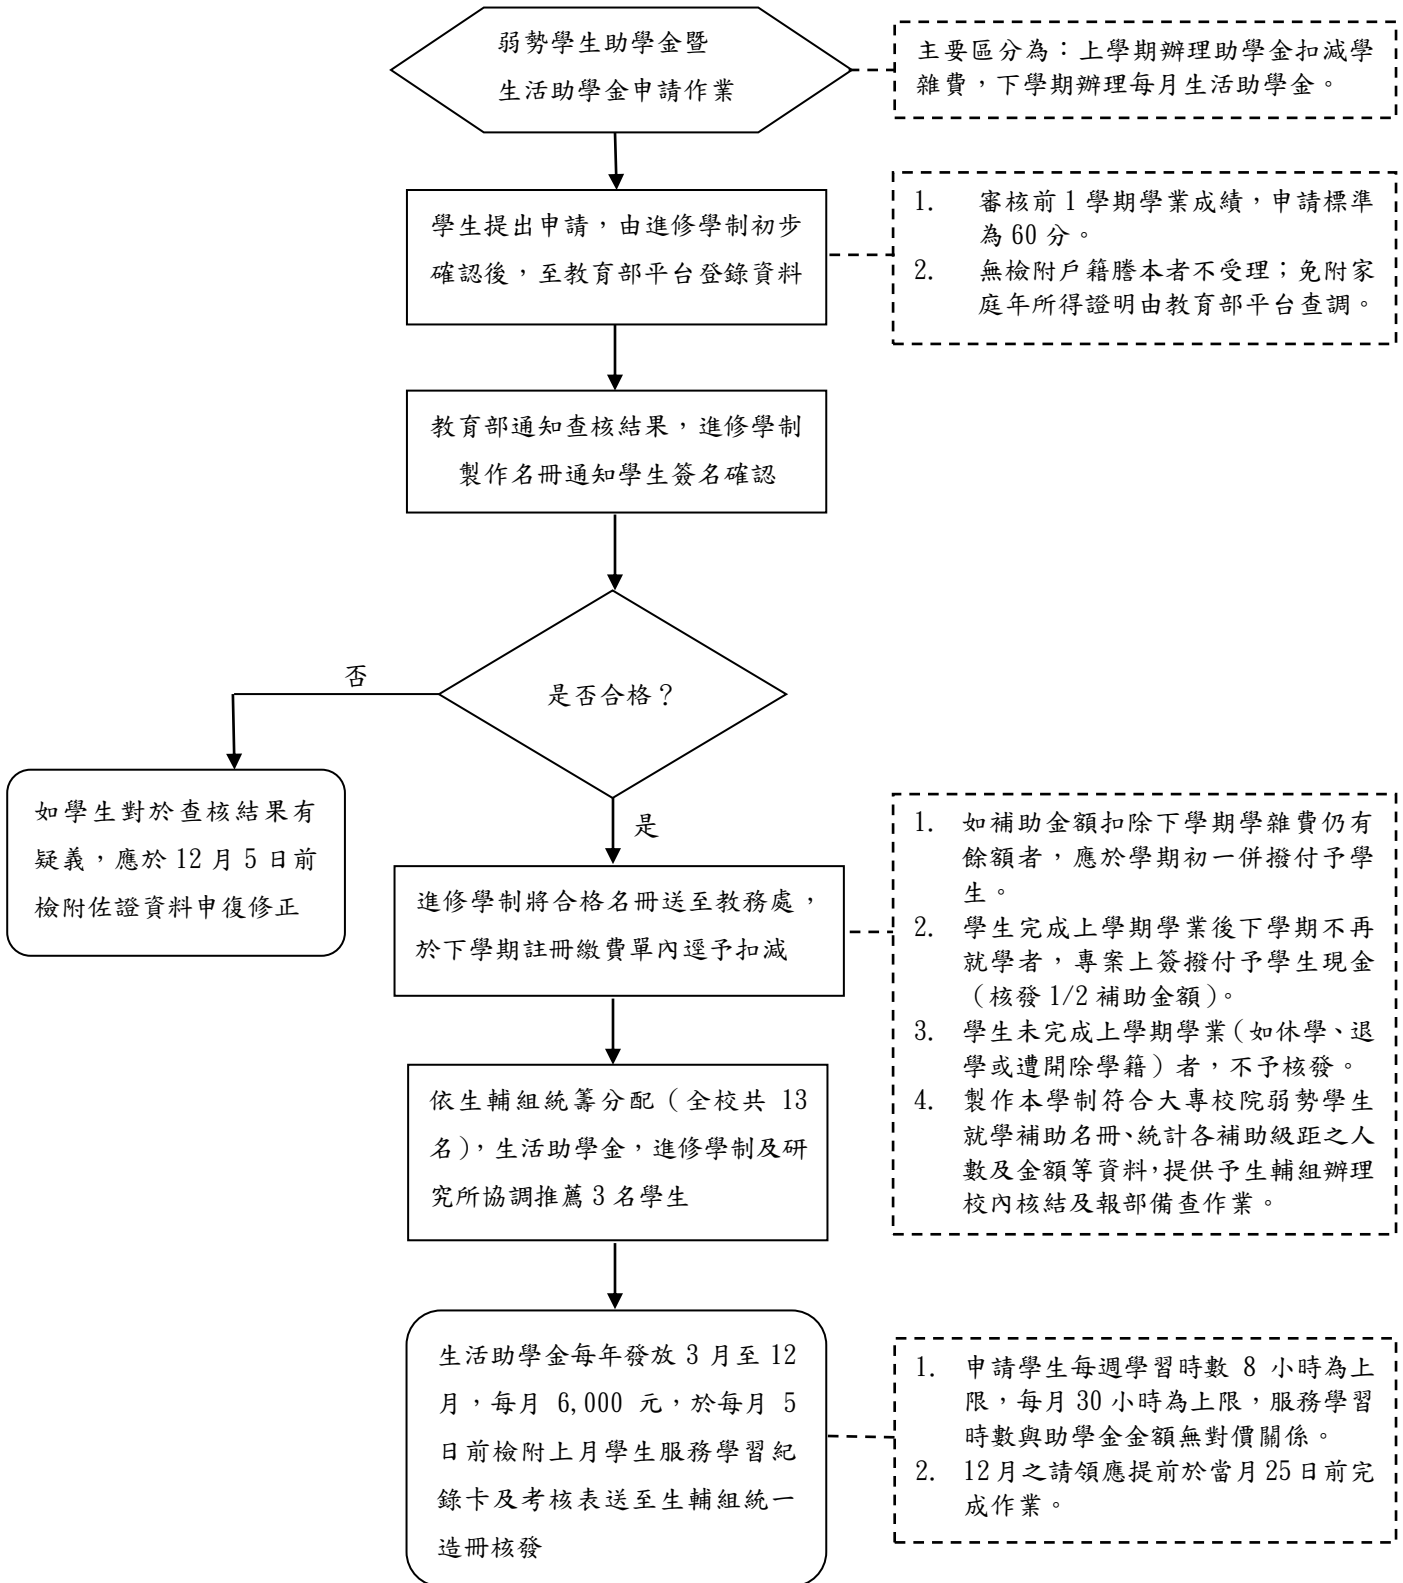 弱勢學生助學金暨
生活助學金申請作業
主要區分為：上學期辦理助學金扣減學
雜費，下學期辦理每月生活助學金。
學生提出申請，由進修學制初步
確認後，至教育部平台登錄資料
1. 審核前1學期學業成績，申請標準
為60分。
2. 無檢附戶籍謄本者不受理；免附家
庭年所得證明由教育部平台查調。
教育部通知查核結果，進修學制
製作名冊通知學生簽名確認
是否合格？
否
如學生對於查核結果有
疑義，應於12月5日前
檢附佐證資料申復修正
是
進修學制將合格名冊送至教務處，
於下學期註冊繳費單內逕予扣減
1. 如補助金額扣除下學期學雜費仍有
餘額者，應於學期初一併撥付予學
生。
2. 學生完成上學期學業後下學期不再
就學者，專案上簽撥付予學生現金
（核發1/2補助金額）。
3. 學生未完成上學期學業（如休學、退
學或遭開除學籍）者，不予核發。
4. 製作本學制符合大專校院弱勢學生
就學補助名冊、統計各補助級距之人
數及金額等資料，提供予生輔組辦理
校內核結及報部備查作業。
依生輔組統籌分配（全校共 13
名），生活助學金，進修學制及研
究所協調推薦3名學生
生活助學金每年發放3月至12
月，每月 6,000 元，於每月 5
日前檢附上月學生服務學習紀
錄卡及考核表送至生輔組統一
造冊核發
1. 申請學生每週學習時數 8 小時為上
限，每月30小時為上限，服務學習
時數與助學金金額無對價關係。
2. 12月之請領應提前於當月25日前完
成作業。